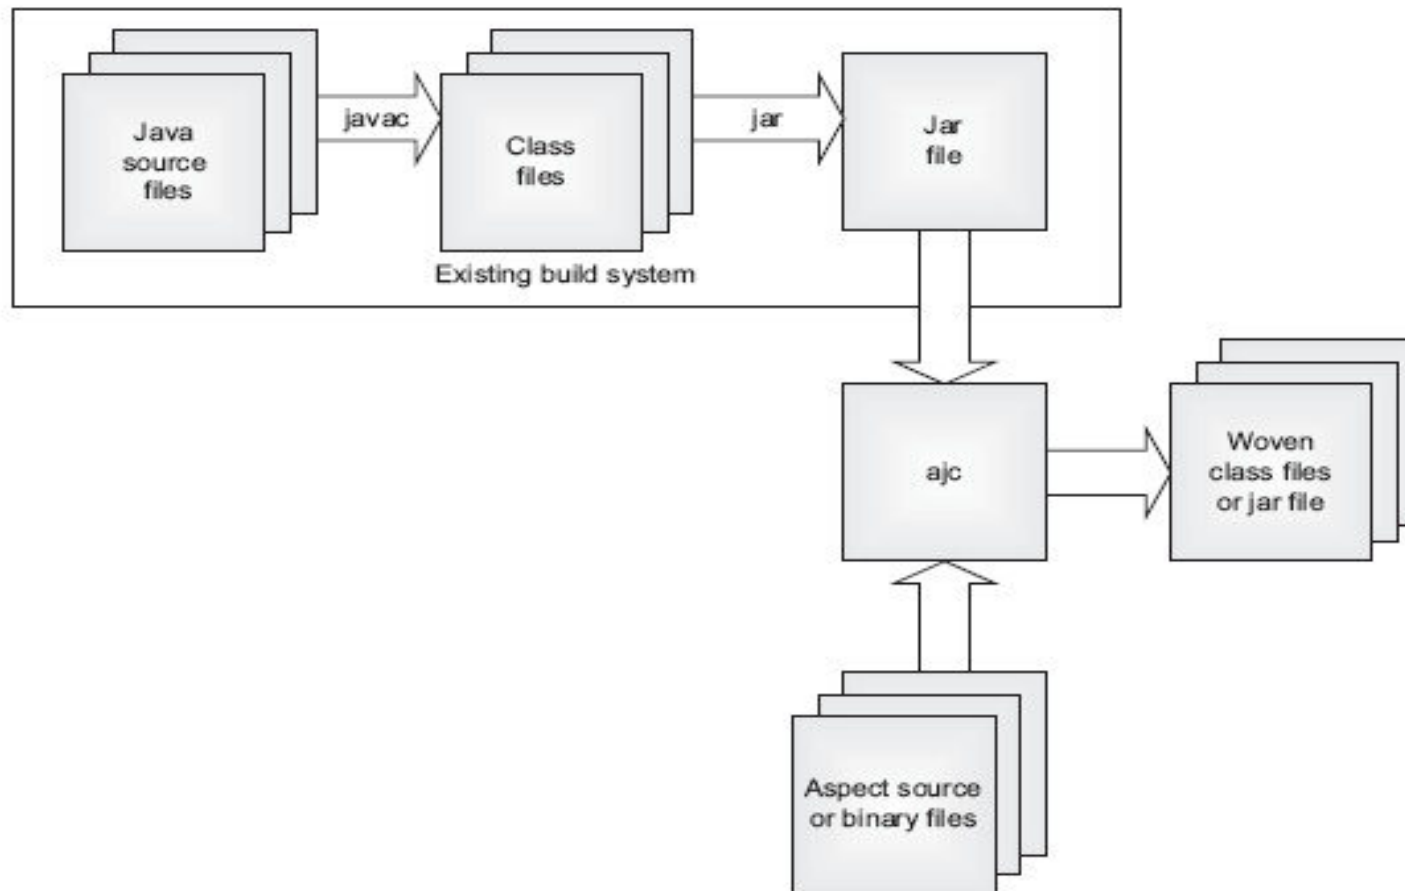 Java
source
files
javac
Class
files
jar
Jar
file
Existing build system
ajc
Woven
class files
or jar file
Aspect source
or binary files